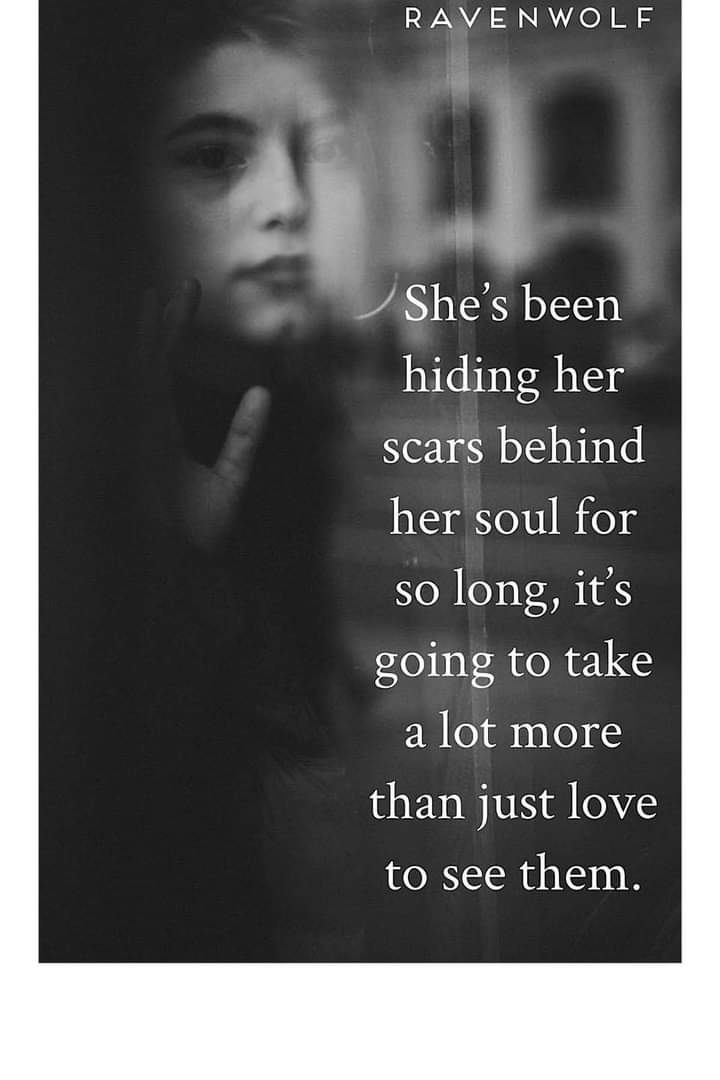 RAVENWOLF
She’s been
hiding her
scars behind
her soul for
so long, it’s
going to take
a lot more
than just love
to see them.